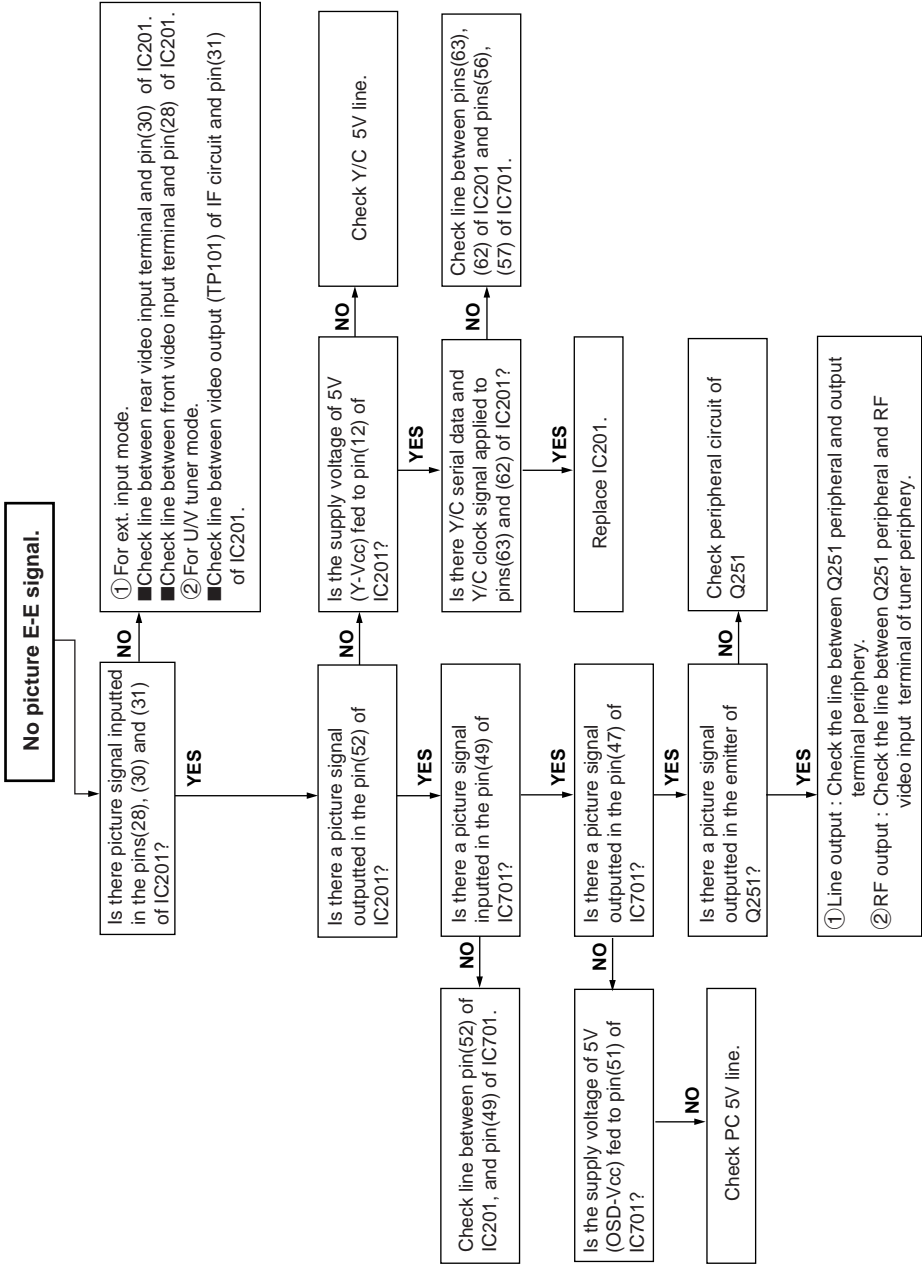 No picture E-E signal.
Is there picture signal inputted
in the pins(28), (30) and (31)
of IC201?
NO
① For ext. input mode.
■Check line between rear video input terminal and pin(30) of IC201.
■Check line between front video input terminal and pin(28) of IC201.
② For U/V tuner mode.
■Check line between video output (TP101) of IF circuit and pin(31)
of IC201.
YES
Is there a picture signal
outputted in the pin(52) of
IC201?
NO
Is the supply voltage of 5V
(Y-Vcc) fed to pin(12) of
IC201?
NO
Check Y/C 5V line.
YES
Is there Y/C serial data and
Y/C clock signal applied to
pins(63) and (62) of IC201?
NO
Check line between pins(63),
(62) of IC201 and pins(56),
(57) of IC701.
YES
Replace IC201.
YES
Is there a picture signal
inputted in the pin(49) of
IC701?
NO
Check line between pin(52) of
IC201, and pin(49) of IC701.
YES
Is there a picture signal
outputted in the pin(47) of
IC701?
NO
Is the supply voltage of 5V
(OSD-Vcc) fed to pin(51) of
IC701?
NO
Check PC 5V line.
YES
Is there a picture signal
outputted in the emitter of
Q251?
NO
Check peripheral circuit of
Q251
YES
① Line output : Check the line between Q251 peripheral and output
terminal periphery.
② RF output : Check the line between Q251 peripheral and RF
video input terminal of tuner periphery.